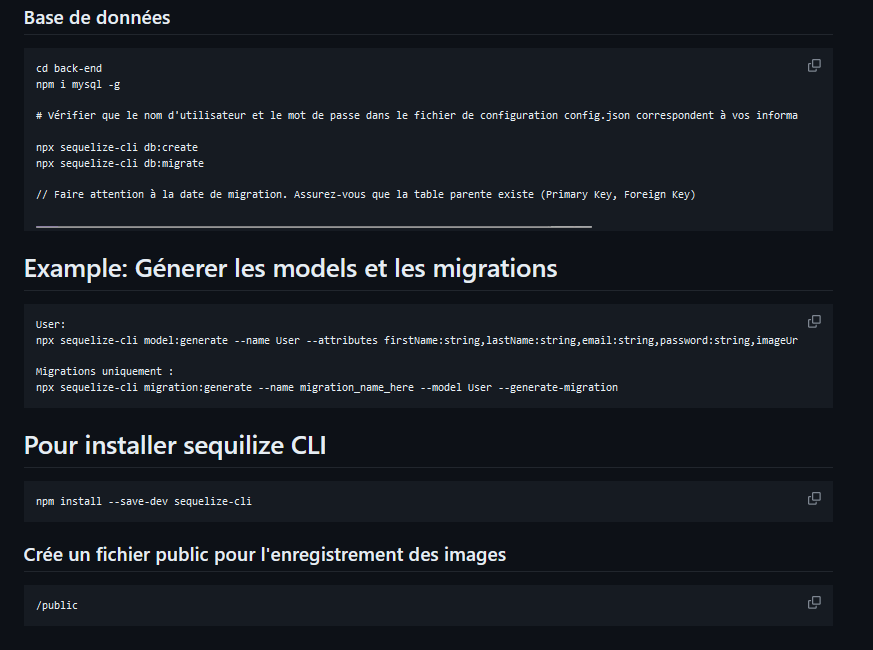 Base de données
cd back-end
npm i mysql -g
# Vérifier que le nom d'utilisateur et le mot de passe dans le fichier de configuration config.json correspondent à vos informa
npx sequelize-cli db:create
npx sequelize-cli db:migrate
// Faire attention à la date de migration. Assurez-vous que la table parente existe (Primary Key, Foreign Key)
Example: Génerer les models et les migrations
User:
npx sequelize-cli model:generate --name User --attributes firstName:string,lastName:string,email:string,password:string,imageUr
Migrations uniquement :
npx sequelize-cli migration:generate --name migration_name_here --model User --generate-migration
Pour installer sequilize CLI
npm install --save-dev sequelize-cli
Crée un fichier public pour l'enregistrement des images
/public